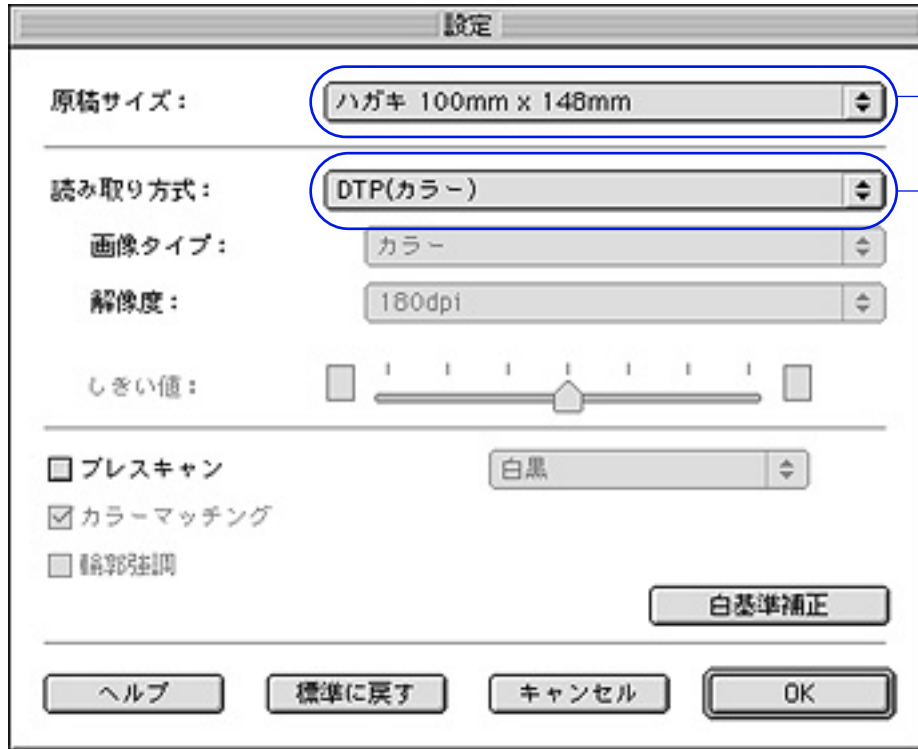 設定
原稿サイズ： ハガキ 100mm x 148mm
読み取り方式： DTP(カラー)
画像タイプ： カラー
解像度： 180dpi
しきい値：
プレスキャン 白黒
カラーマッチング
輪郭強調
白基準補正
ヘルプ 標準に戻す キャンセル OK